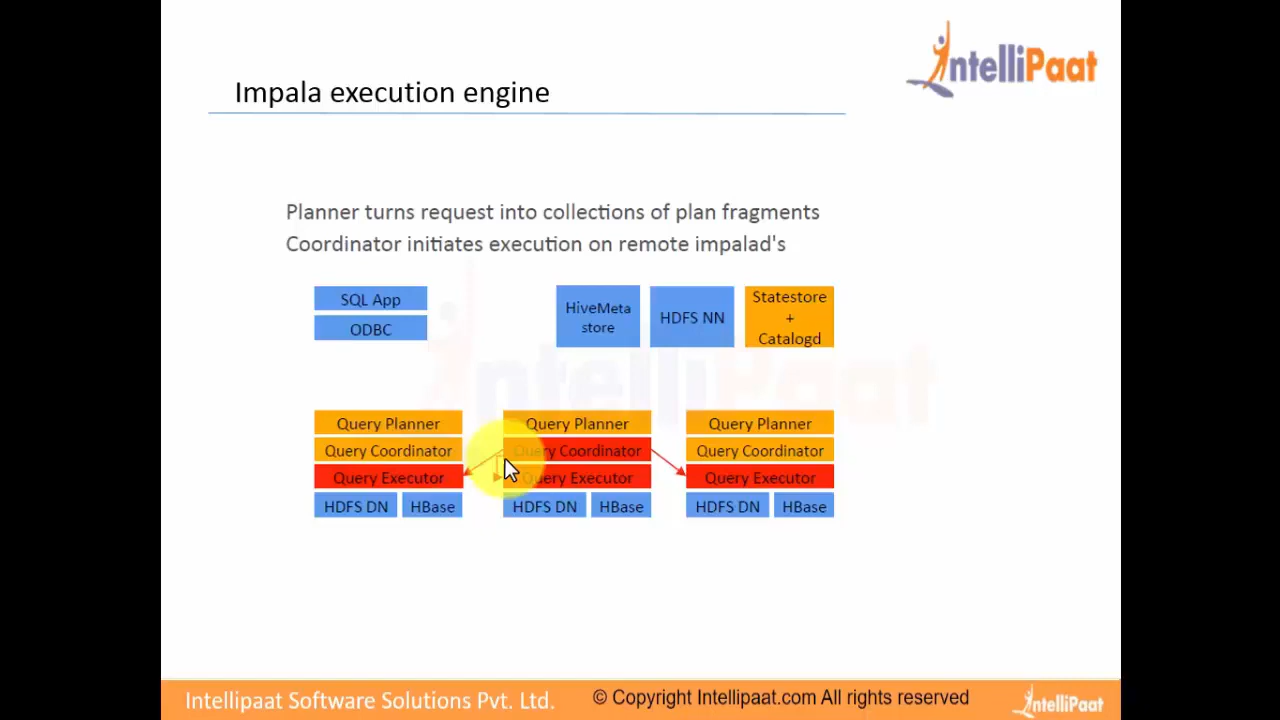 IntelliPaat
Impala execution engine
Planner turns request into collections of plan fragments
Coordinator initiates execution on remote impalad's
SQL App
ODBC
HiveMeta
store
HDFS NN
Statestore
+
Catalogd
IntelliPaat
Query Planner
Query Coordinator
Query Executor
HDFS DN
HBase
Query Planner
Query Coordinator
Query Executor
HDFS DN
HBase
Query Planner
Query Coordinator
Query Executor
HDFS DN
HBase
Intellipaat Software Solutions Pvt. Ltd.
© Copyright Intellipaat.com All rights reserved
IntelliPaat